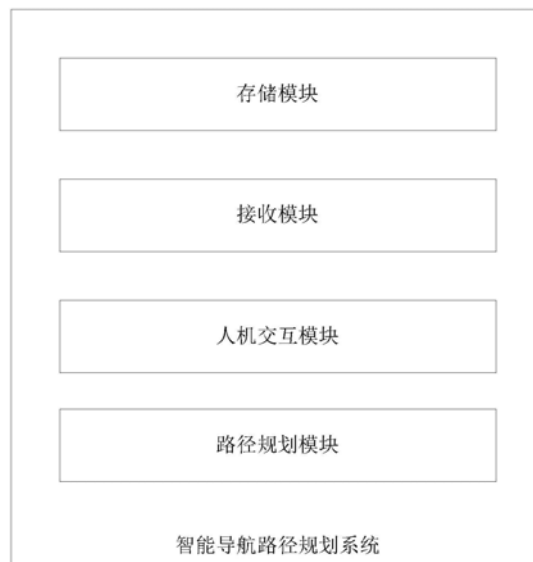 存储模块
接收模块
人机交互模块
路径规划模块
智能导航路径规划系统